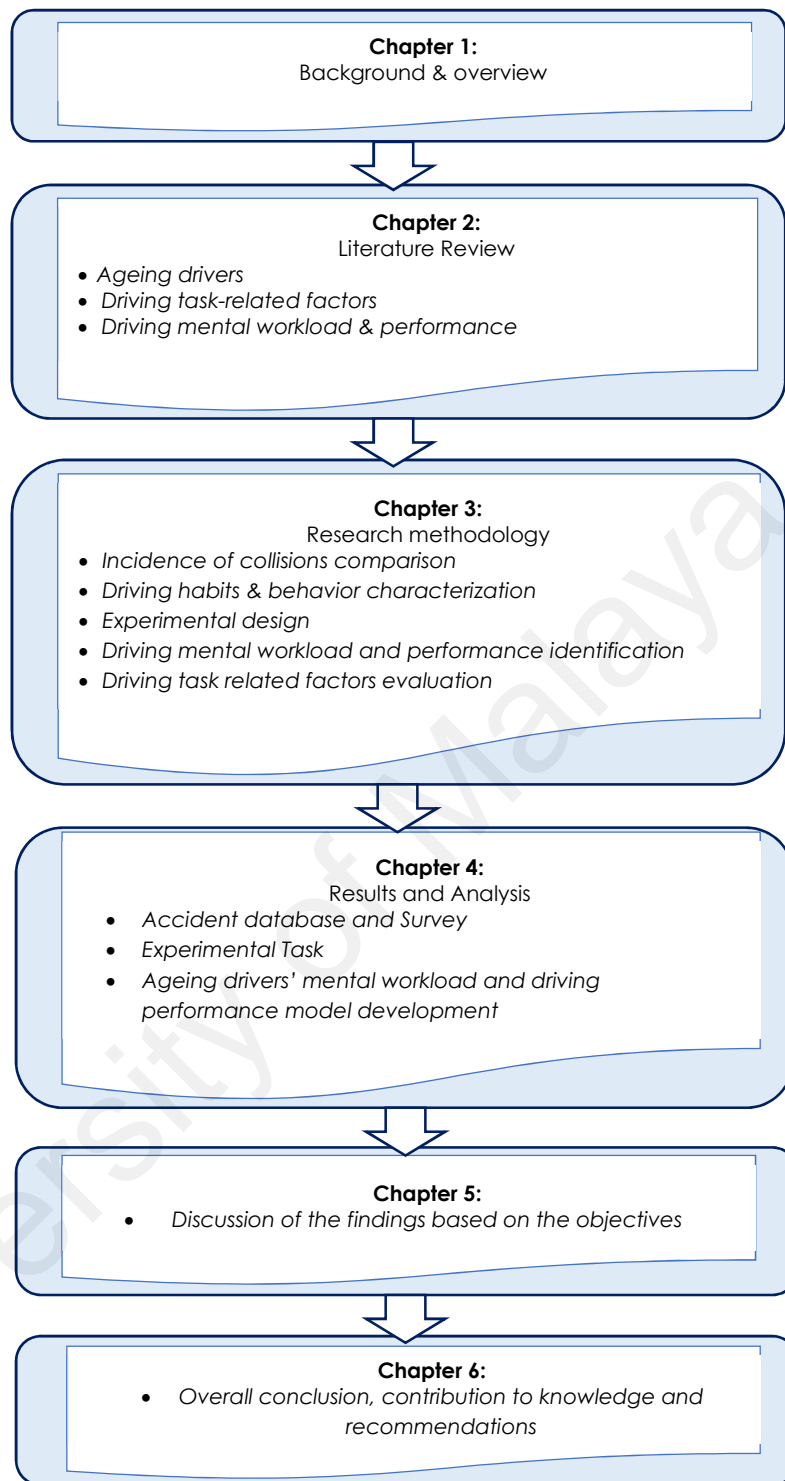 Chapter 1:
Background & overview
Chapter 2:
Literature Review
• Ageing drivers
• Driving task-related factors
• Driving mental workload & performance
Chapter 3:
Research methodology
• Incidence of collisions comparison
• Driving habits & behavior characterization
• Experimental design
• Driving mental workload and performance identification
• Driving task related factors evaluation
Chapter 4:
Results and Analysis
• Accident database and Survey
• Experimental Task
• Ageing drivers’ mental workload and driving
performance model development
Chapter 5:
• Discussion of the findings based on the objectives
Chapter 6:
• Overall conclusion, contribution to knowledge and
recommendations
ersity of Malaya